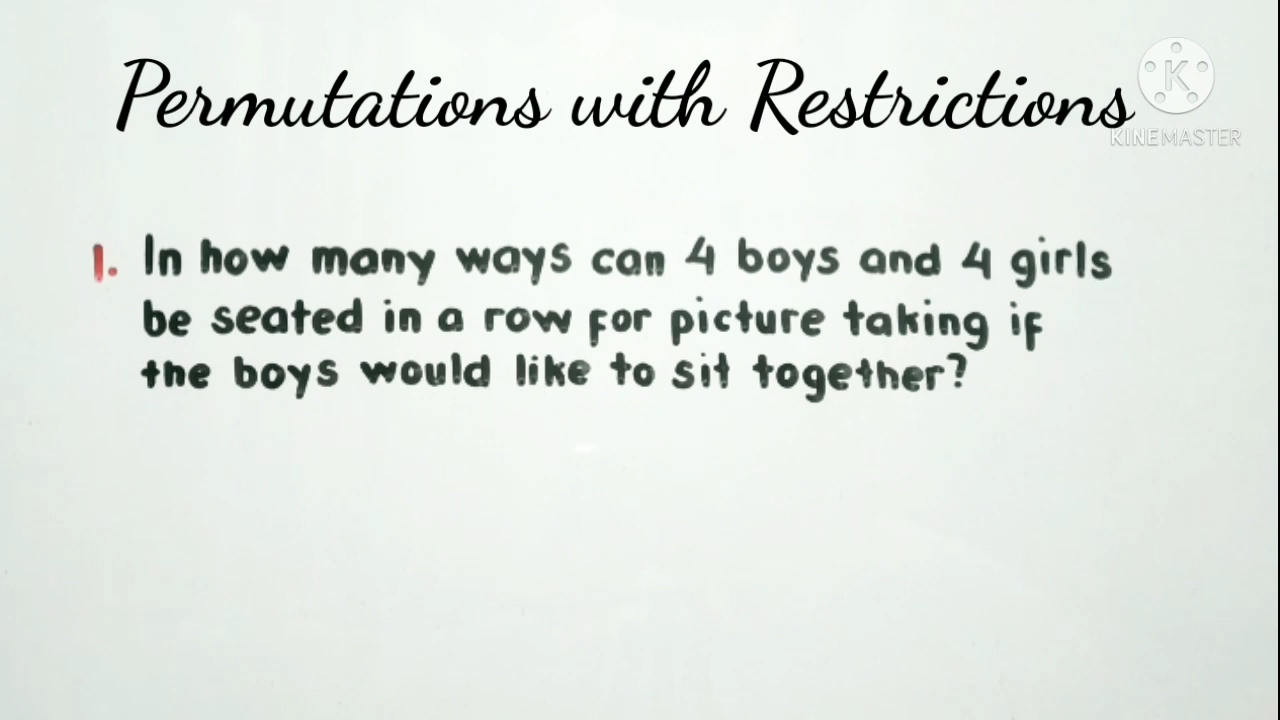 Permutations with Restrictions
K
KINEMASTER
1. In how many ways can 4 boys and 4 girls
be seated in a row for picture taking if
the boys would like to sit together?